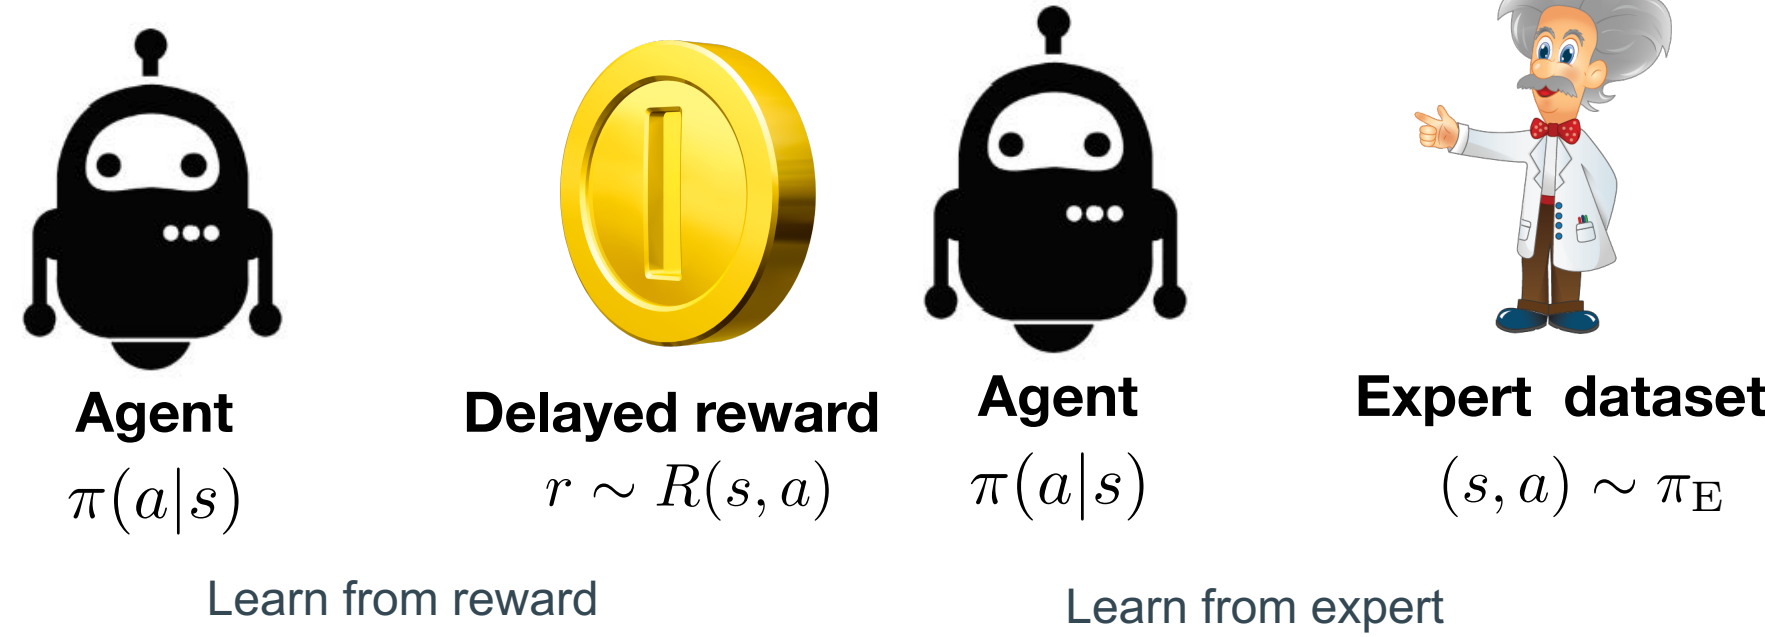 Agent
π(a|s)
Delayed reward
r ∼ R(s, a)
Learn from reward
Agent
π(a|s)
Expert dataset
(s, a) ∼ π_E
Learn from expert